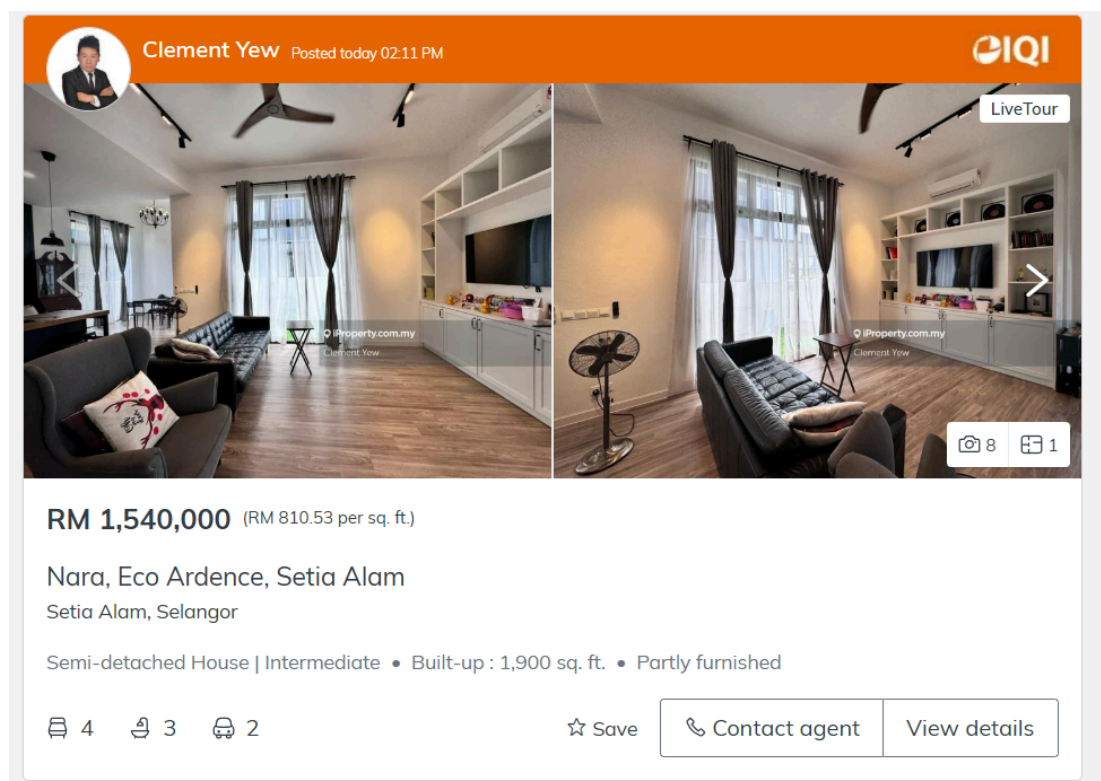 Clement Yew Posted today 02:11 PM
IQI
LiveTour
iProperty.com.my
Clement Yew
iProperty.com.my
Clement Yew
8 1
RM 1,540,000 (RM 810.53 per sq. ft.)
Nara, Eco Ardence, Setia Alam
Setia Alam, Selangor
Semi-detached House | Intermediate • Built-up : 1,900 sq. ft. • Partly furnished
4 3 2 Save Contact agent View details